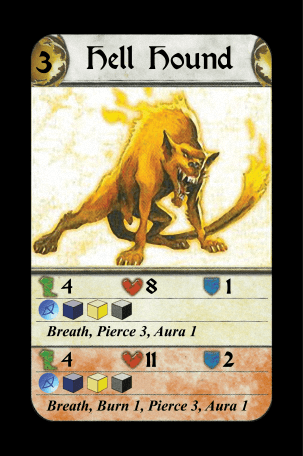 3 Hell Hound
4 8 1
Breath, Pierce 3, Aura 1
4 11 2
Breath, Burn 1, Pierce 3, Aura 1